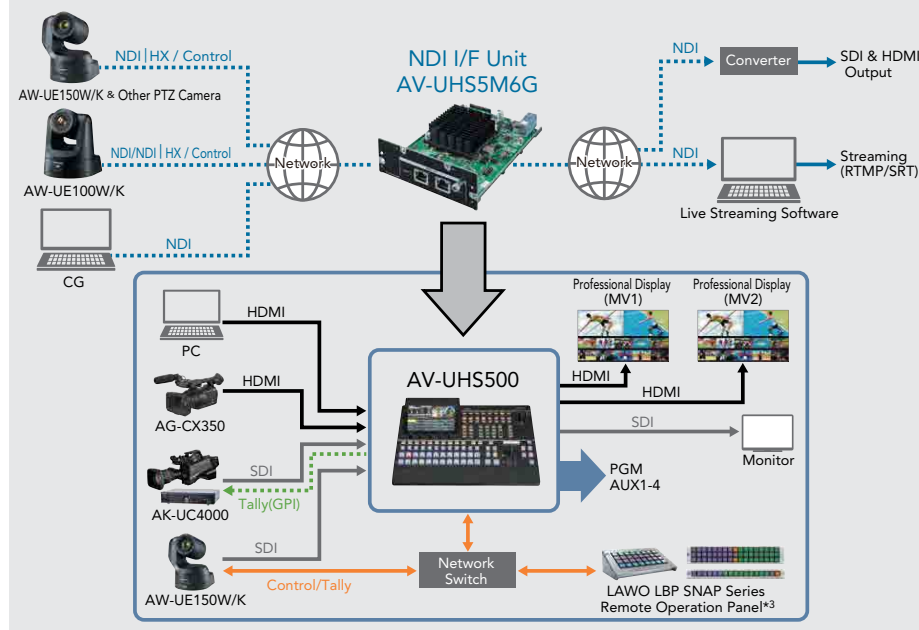 NDI|HX / Control
AW-UE150W/K & Other PTZ Camera
NDI/NDI|HX / Control
AW-UE100W/K
NDI
CG
Network
NDI I/F Unit
AV-UHS5M6G
Network
NDI
Converter
SDI & HDMI
Output
NDI
Live Streaming Software
Streaming
(RTMP/SRT)
PC
HDMI
AG-CX350
HDMI
AK-UC4000
SDI
Tally(GPI)
AW-UE150W/K
SDI
Control/Tally
AV-UHS500
Professional Display
(MV1)
Professional Display
(MV2)
HDMI
HDMI
SDI
Monitor
PGM
AUX1-4
Network
Switch
LAWO LBP SNAP Series
Remote Operation Panel*3